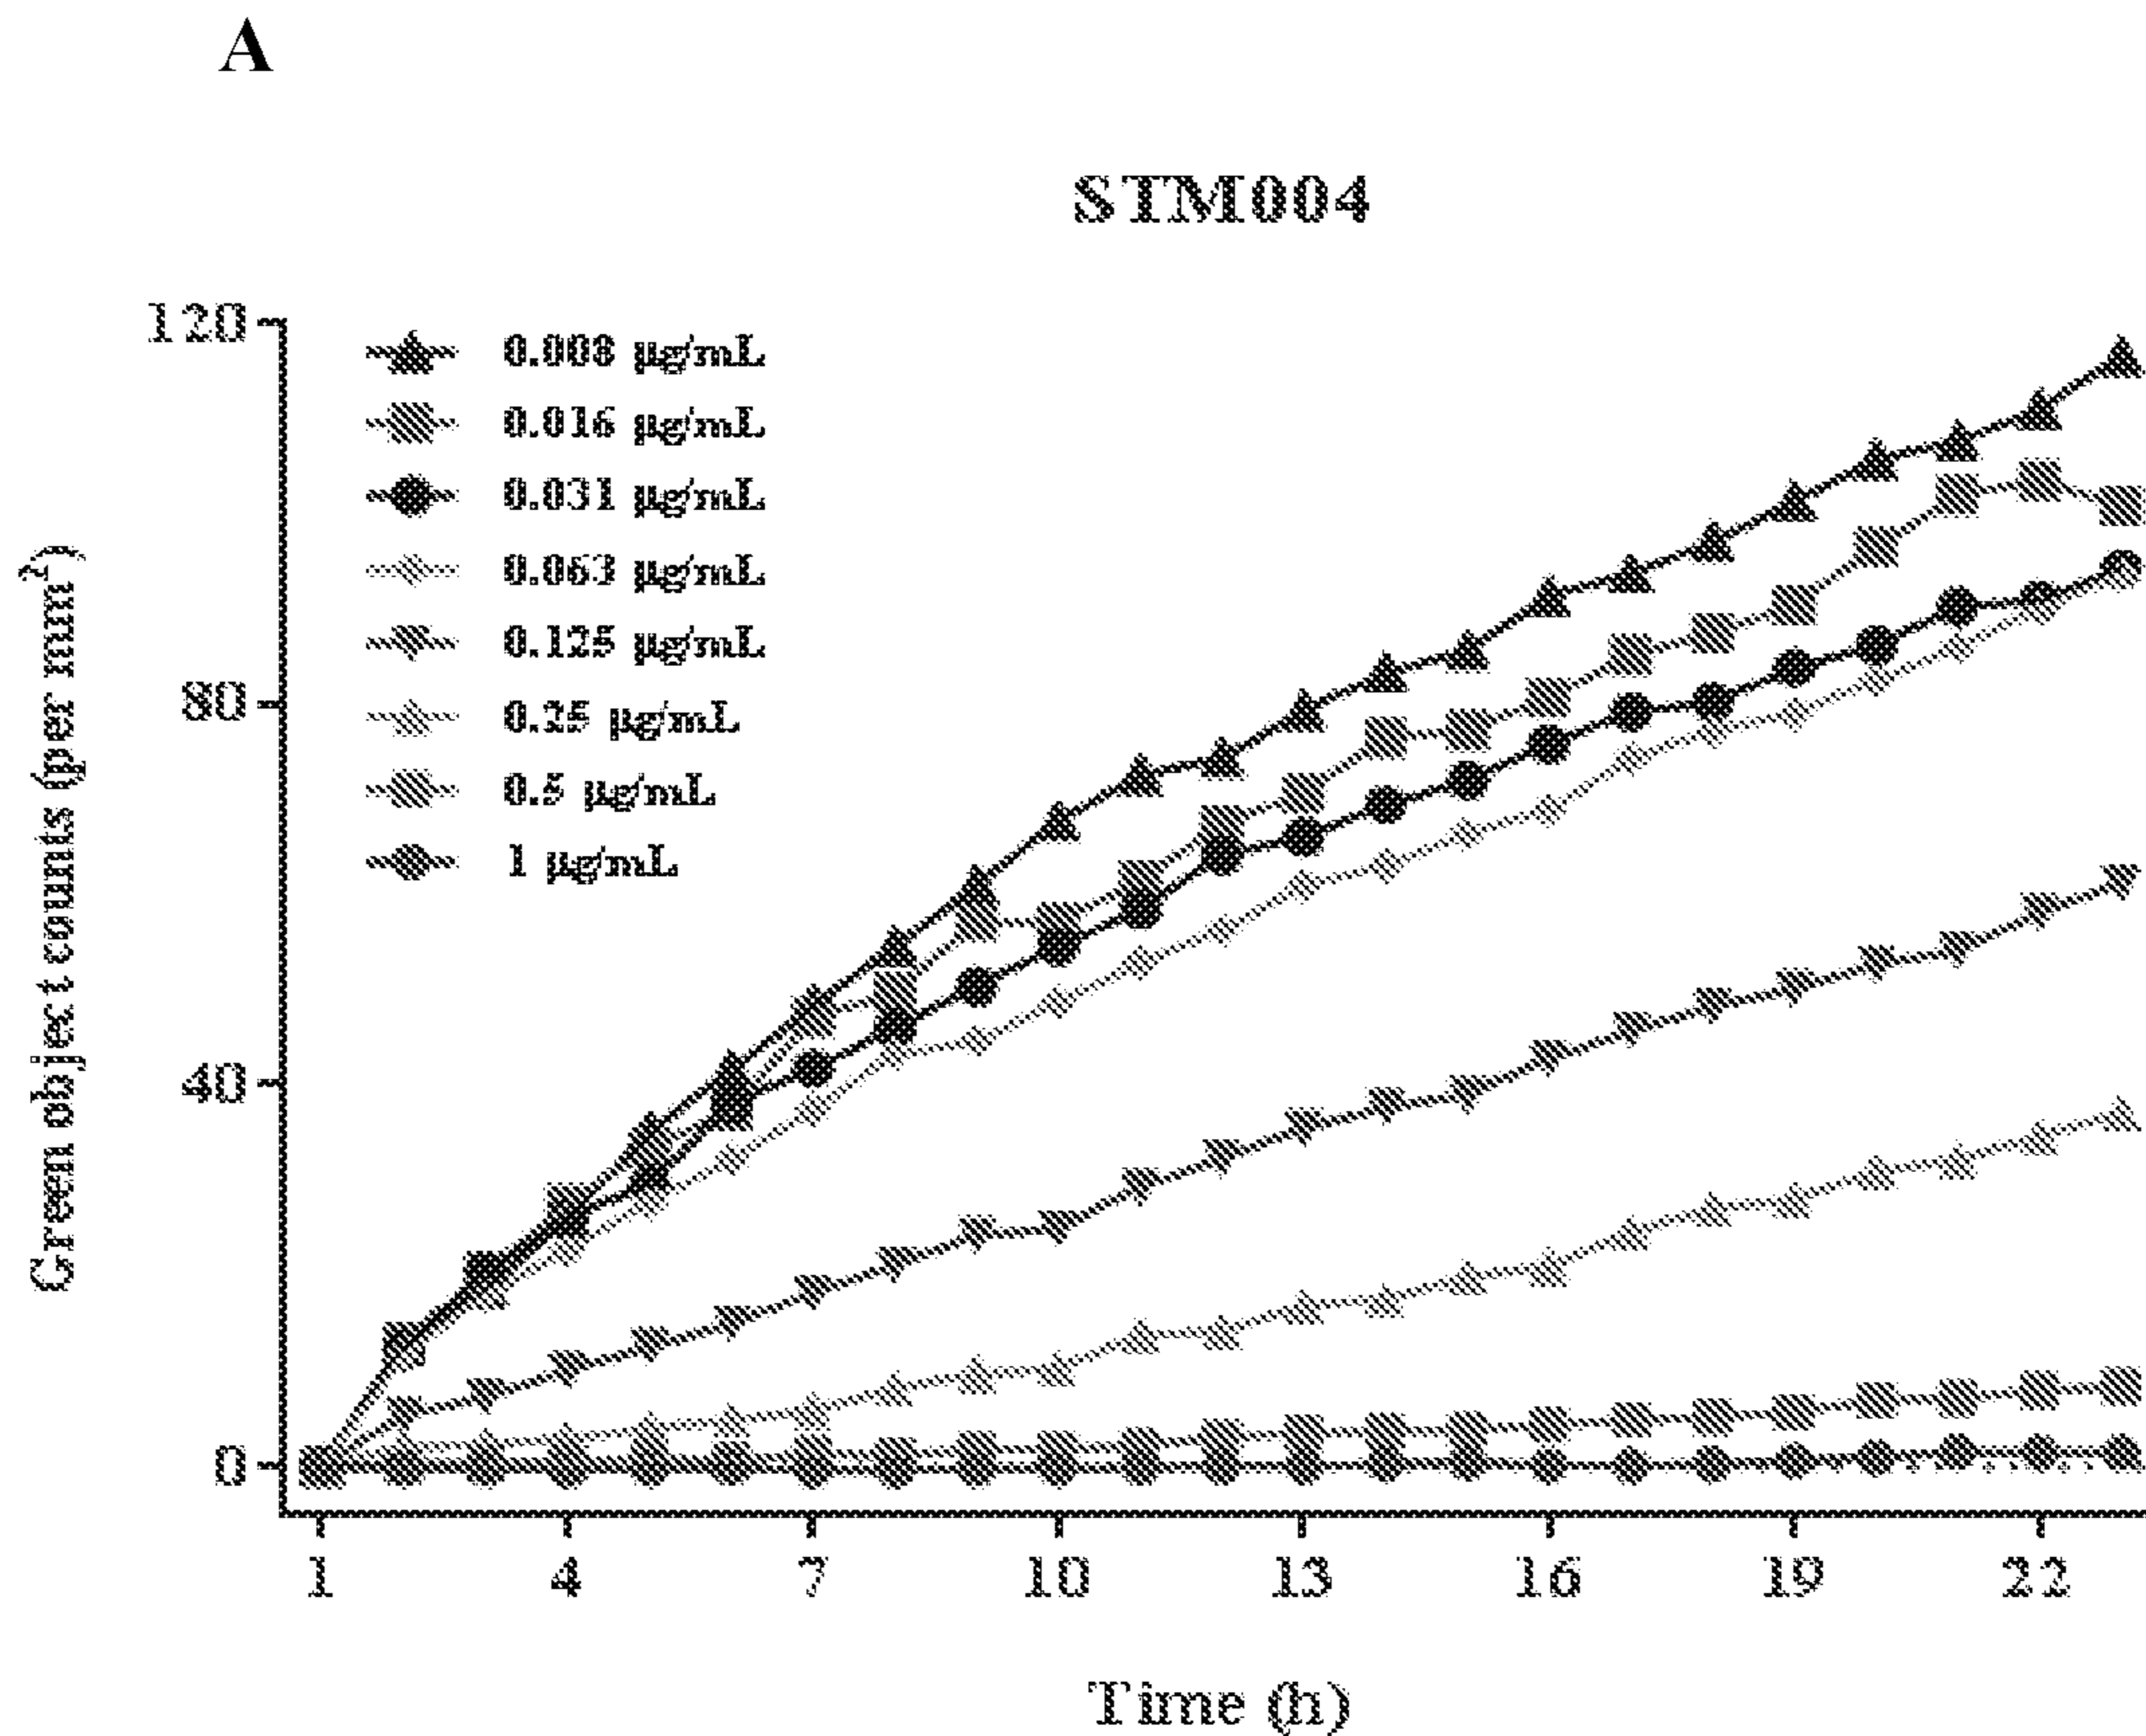 A
STM004
120
80
40
0
Green object counts (per mm²)
0.008 µg/mL
0.016 µg/mL
0.031 µg/mL
0.063 µg/mL
0.125 µg/mL
0.25 µg/mL
0.5 µg/mL
1 µg/mL
1 4 7 10 13 16 19 22
Time (h)